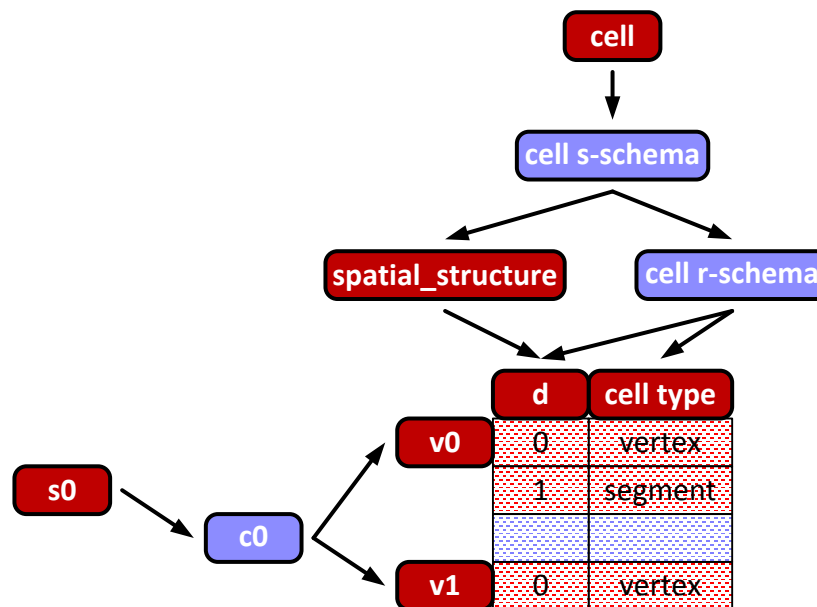 cell
cell s-schema
spatial_structure cell r-schema
d cell type
v0 0 vertex
s0 1 segment
c0
v1 0 vertex